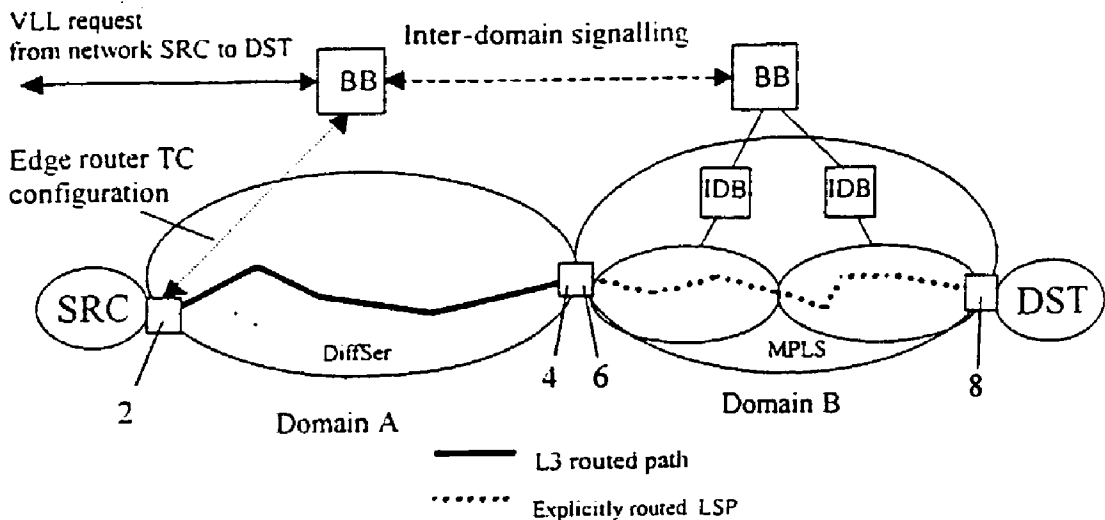 VLL request
from network SRC to DST
Inter-domain signalling
BB
BB
Edge router TC
configuration
IDB
IDB
SRC
DST
DiffSer
MPLS
2
4
6
8
Domain A
Domain B
L3 routed path
Explicitly routed LSP